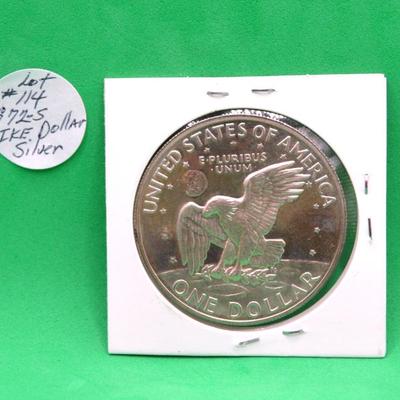 Lot
#114
1972-S
IKE Dollar
Silver
UNITED STATES OF AMERICA
E·PLURIBUS
·UNUM·
ONE DOLLAR